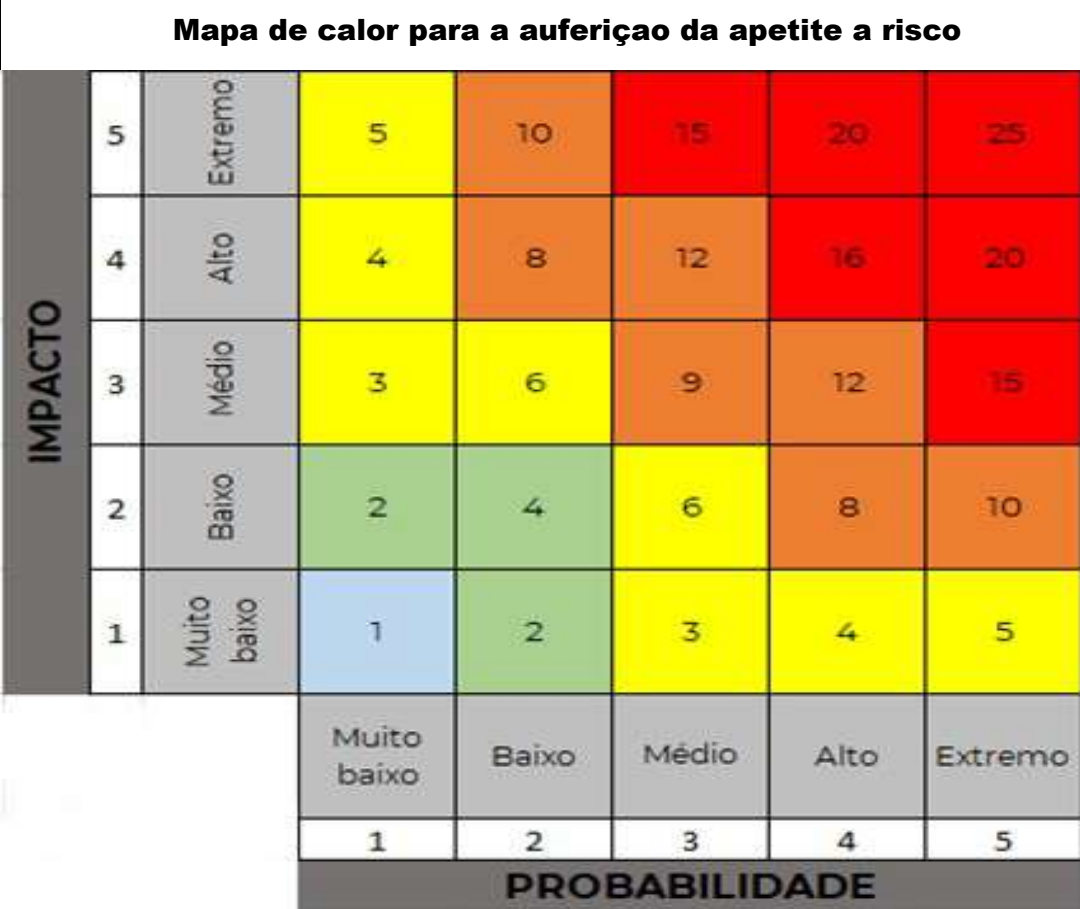 Mapa de calor para a auferiçao da apetite a risco
IMPACTO
5 Extremo 5 10 15 20 25
4 Alto 4 8 12 16 20
3 Médio 3 6 9 12 15
2 Baixo 2 4 6 8 10
1 Muito baixo 1 2 3 4 5
Muito baixo Baixo Médio Alto Extremo
1 2 3 4 5
PROBABILIDADE